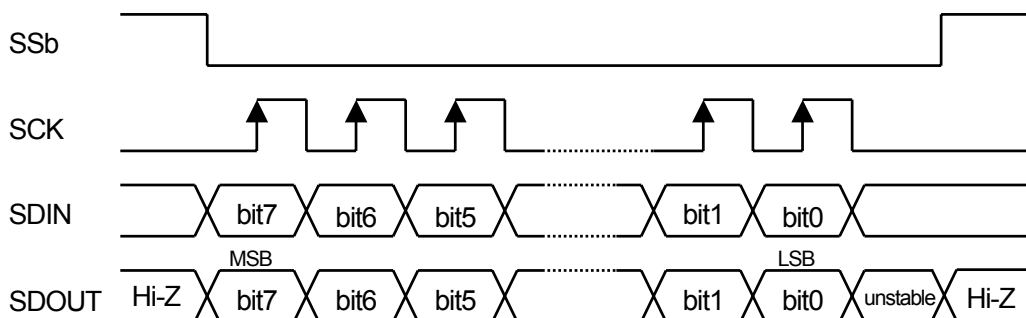 SSb
SCK
SDIN bit7 bit6 bit5 bit1 bit0
MSB LSB
SDOUT Hi-Z bit7 bit6 bit5 bit1 bit0 unstable Hi-Z